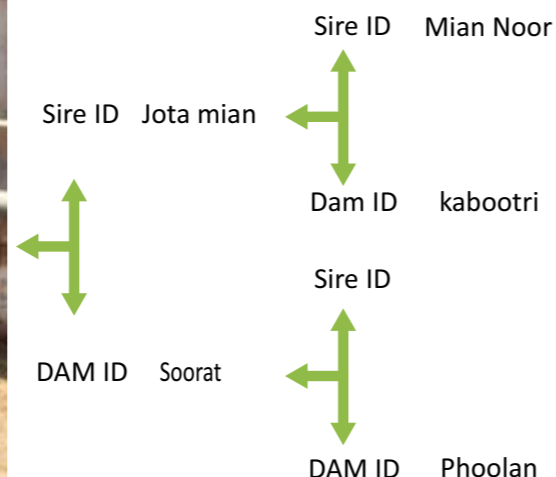 Sire ID Mian Noor
Sire ID Jota mian
Dam ID kabootri
Sire ID
DAM ID Soorat
DAM ID Phoolan